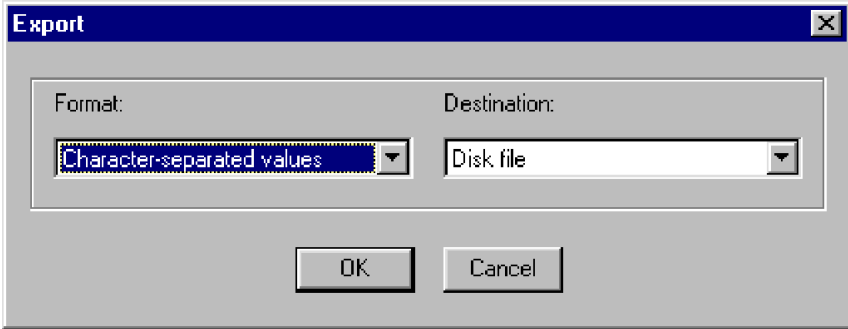 Export
Format:
Destination:
Character-separated values
Disk file
OK
Cancel